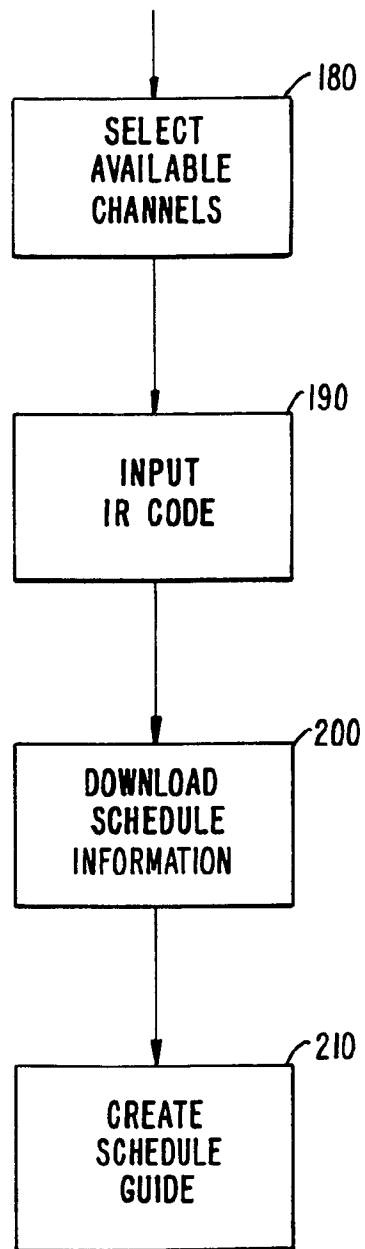 180
SELECT
AVAILABLE
CHANNELS
190
INPUT
IR CODE
200
DOWNLOAD
SCHEDULE
INFORMATION
210
CREATE
SCHEDULE
GUIDE